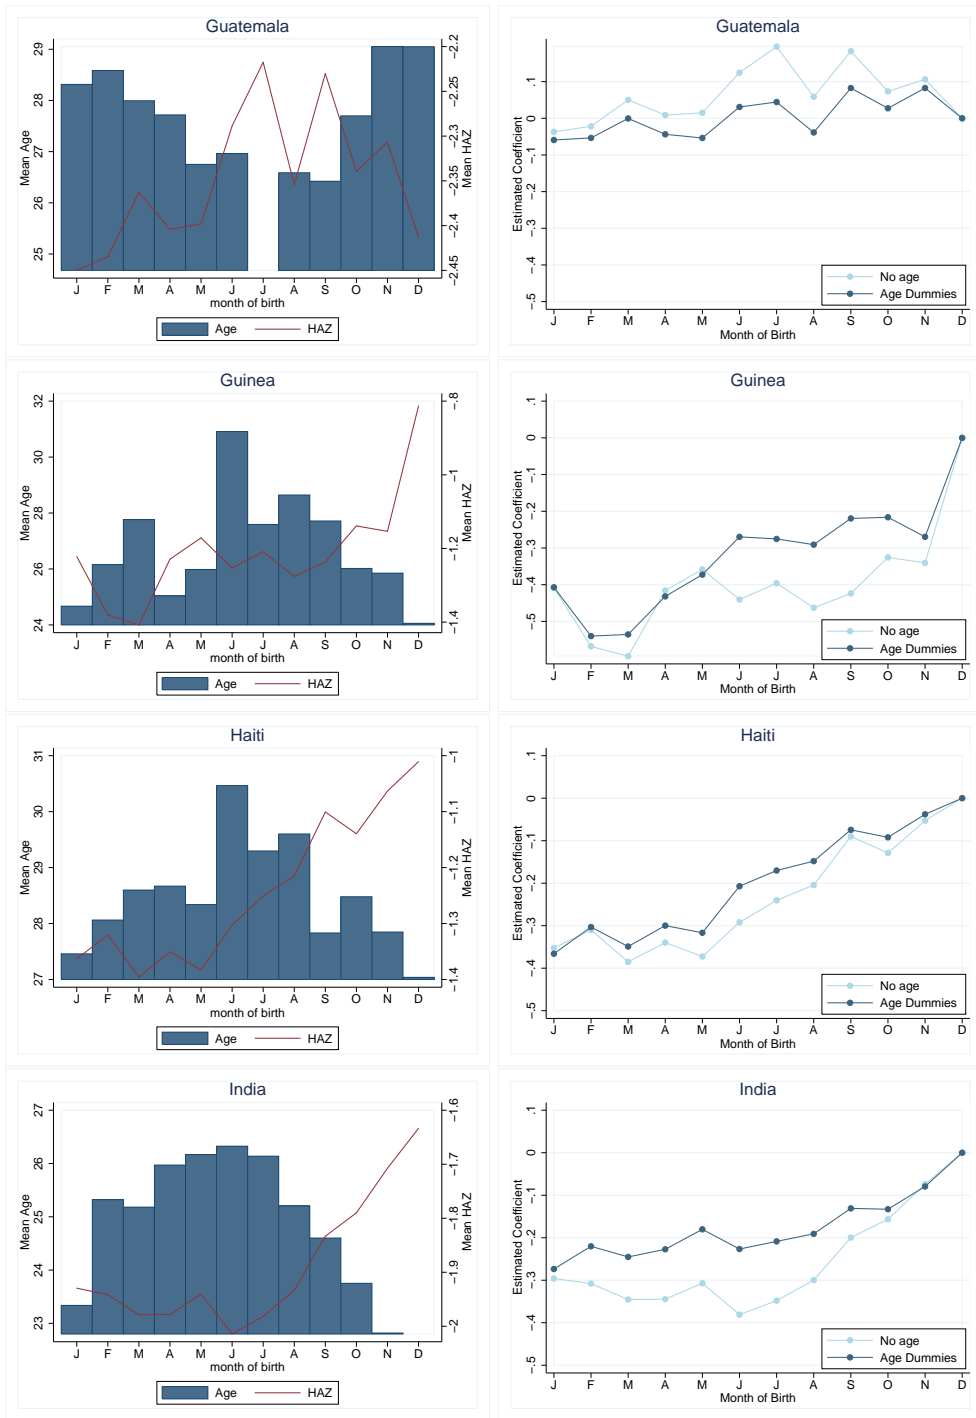 Guatemala
Mean Age
29
28
27
26
25
Mean HAZ
-2.2
-2.25
-2.3
-2.35
-2.4
-2.45
J F M A M J J A S O N D
month of birth
Age HAZ
Guatemala
Estimated Coefficient
.1
0
-.1
-.2
-.3
-.4
-.5
No age
Age Dummies
J F M A M J J A S O N D
Month of Birth
Guinea
Mean Age
32
30
28
26
24
Mean HAZ
-.8
-1
-1.2
-1.4
J F M A M J J A S O N D
month of birth
Age HAZ
Guinea
Estimated Coefficient
.1
0
-.1
-.2
-.3
-.4
-.5
No age
Age Dummies
J F M A M J J A S O N D
Month of Birth
Haiti
Mean Age
31
30
29
28
27
Mean HAZ
-1
-1.1
-1.2
-1.3
-1.4
J F M A M J J A S O N D
month of birth
Age HAZ
Haiti
Estimated Coefficient
.1
0
-.1
-.2
-.3
-.4
-.5
No age
Age Dummies
J F M A M J J A S O N D
Month of Birth
India
Mean Age
27
26
25
24
23
Mean HAZ
-1.6
-1.7
-1.8
-1.9
-2
J F M A M J J A S O N D
month of birth
Age HAZ
India
Estimated Coefficient
.1
0
-.1
-.2
-.3
-.4
-.5
No age
Age Dummies
J F M A M J J A S O N D
Month of Birth